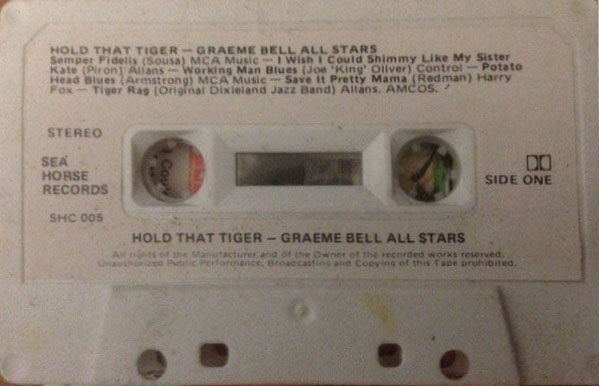 HOLD THAT TIGER — GRAEME BELL ALL STARS
Semper Fidelis (Sousa) MCA Music — I Wish I Could Shimmy Like My Sister
Kate (Piron) Allans — Working Man Blues (Joe 'King' Oliver) Control — Potato
Head Blues (Armstrong) MCA Music — Save It Pretty Mama (Redman) Harry
Fox — Tiger Rag (Original Dixieland Jazz Band) Allans. AMCOS.
STEREO
SEA
HORSE
RECORDS
SIDE ONE
SHC 005
HOLD THAT TIGER — GRAEME BELL ALL STARS
All rights of the Manufacturer and of the Owner of the recorded works reserved.
Unauthorized Public Performance, Broadcasting and Copying of this Tape prohibited.